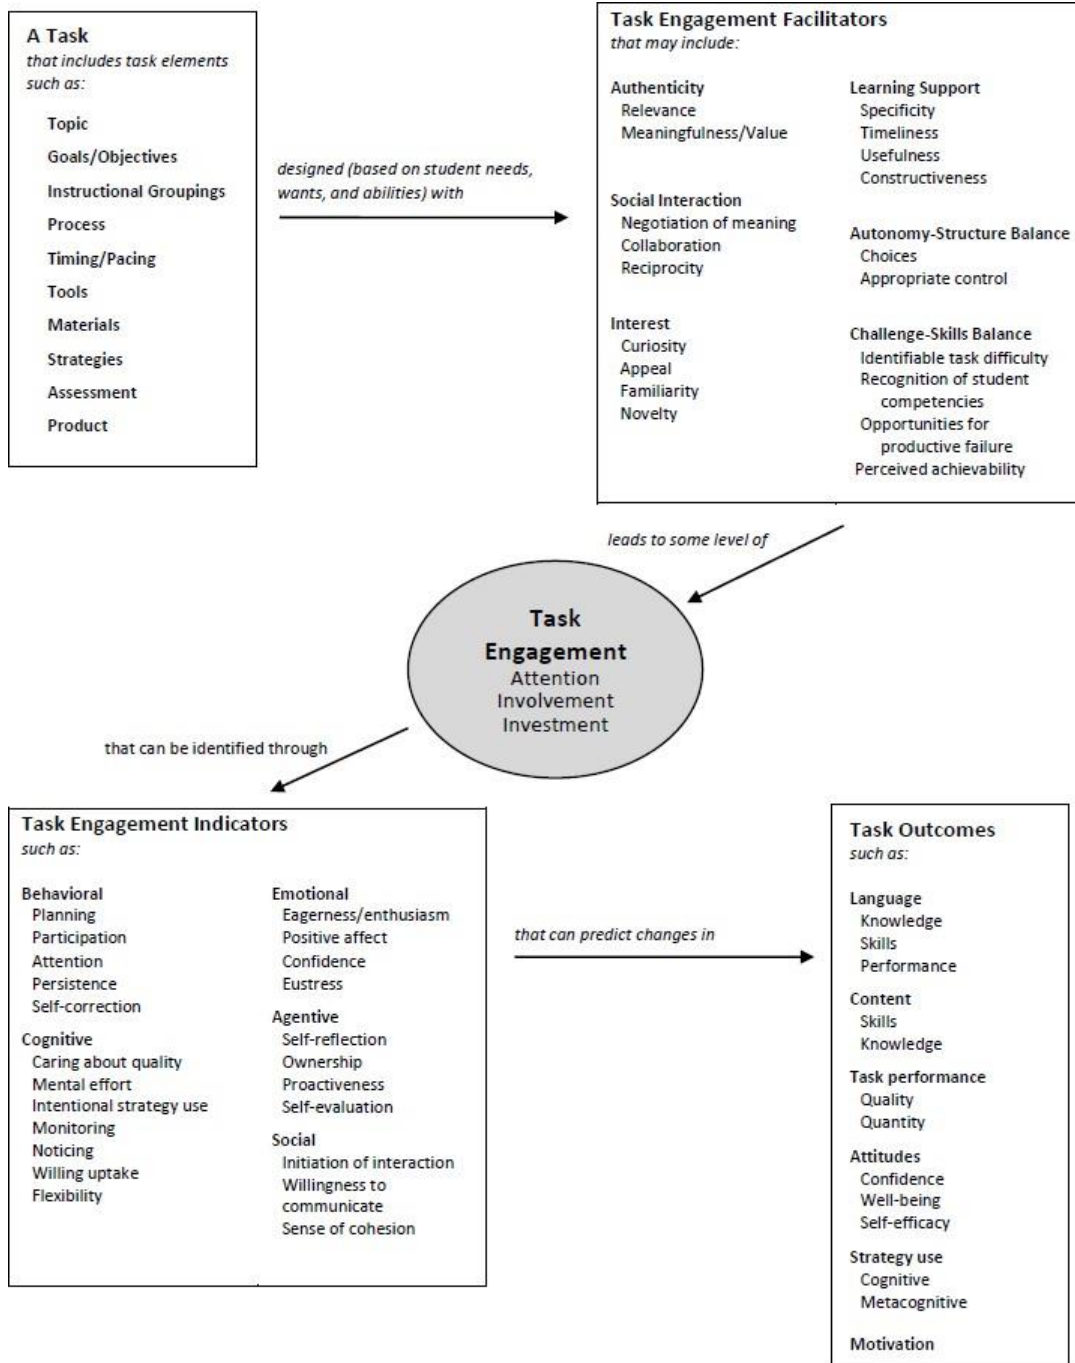 A Task
that includes task elements
such as:
Topic
Goals/Objectives
Instructional Groupings
Process
Timing/Pacing
Tools
Materials
Strategies
Assessment
Product
designed (based on student needs,
wants, and abilities) with
Task Engagement Facilitators
that may include:
Authenticity
Relevance
Meaningfulness/Value
Social Interaction
Negotiation of meaning
Collaboration
Reciprocity
Interest
Curiosity
Appeal
Familiarity
Novelty
Learning Support
Specificity
Timeliness
Usefulness
Constructiveness
Autonomy-Structure Balance
Choices
Appropriate control
Challenge-Skills Balance
Identifiable task difficulty
Recognition of student
competencies
Opportunities for
productive failure
Perceived achievability
leads to some level of
Task
Engagement
Attention
Involvement
Investment
that can be identified through
Task Engagement Indicators
such as:
Behavioral
Planning
Participation
Attention
Persistence
Self-correction
Cognitive
Caring about quality
Mental effort
Intentional strategy use
Monitoring
Noticing
Willing uptake
Flexibility
Emotional
Eagerness/enthusiasm
Positive affect
Confidence
Eustress
Agentive
Self-reflection
Ownership
Proactiveness
Self-evaluation
Social
Initiation of interaction
Willingness to
communicate
Sense of cohesion
that can predict changes in
Task Outcomes
such as:
Language
Knowledge
Skills
Performance
Content
Skills
Knowledge
Task performance
Quality
Quantity
Attitudes
Confidence
Well-being
Self-efficacy
Strategy use
Cognitive
Metacognitive
Motivation